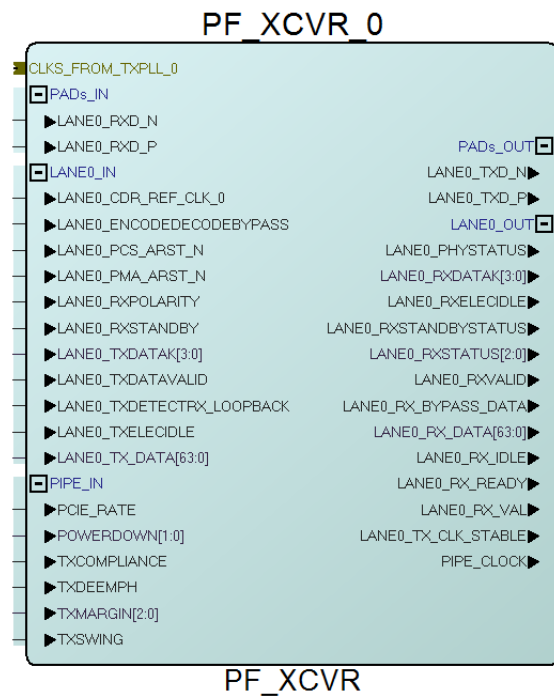 PF_XCVR_0
CLKS_FROM_TXPLL_0
PADs_IN
LANE0_RXD_N
LANE0_RXD_P
LANE0_IN
LANE0_CDR_REF_CLK_0
LANE0_ENCODEDECODEBYPASS
LANE0_PCS_ARST_N
LANE0_PMA_ARST_N
LANE0_RXPOLARITY
LANE0_RXSTANDBY
LANE0_TXDATAK[3:0]
LANE0_TXDATAVALID
LANE0_TXDETECTRX_LOOPBACK
LANE0_TXELECIDLE
LANE0_TX_DATA[63:0]
PIPE_IN
PCIE_RATE
POWERDOWN[1:0]
TXCOMPLIANCE
TXDEEMPH
TXMARGIN[2:0]
TXSWING
PADs_OUT
LANE0_TXD_N
LANE0_TXD_P
LANE0_OUT
LANE0_PHYSTATUS
LANE0_RXDATAK[3:0]
LANE0_RXELECIDLE
LANE0_RXSTANDBYSTATUS
LANE0_RXSTATUS[2:0]
LANE0_RXVALID
LANE0_RX_BYPASS_DATA
LANE0_RX_DATA[63:0]
LANE0_RX_IDLE
LANE0_RX_READY
LANE0_RX_VAL
LANE0_TX_CLK_STABLE
PIPE_CLOCK
PF_XCVR